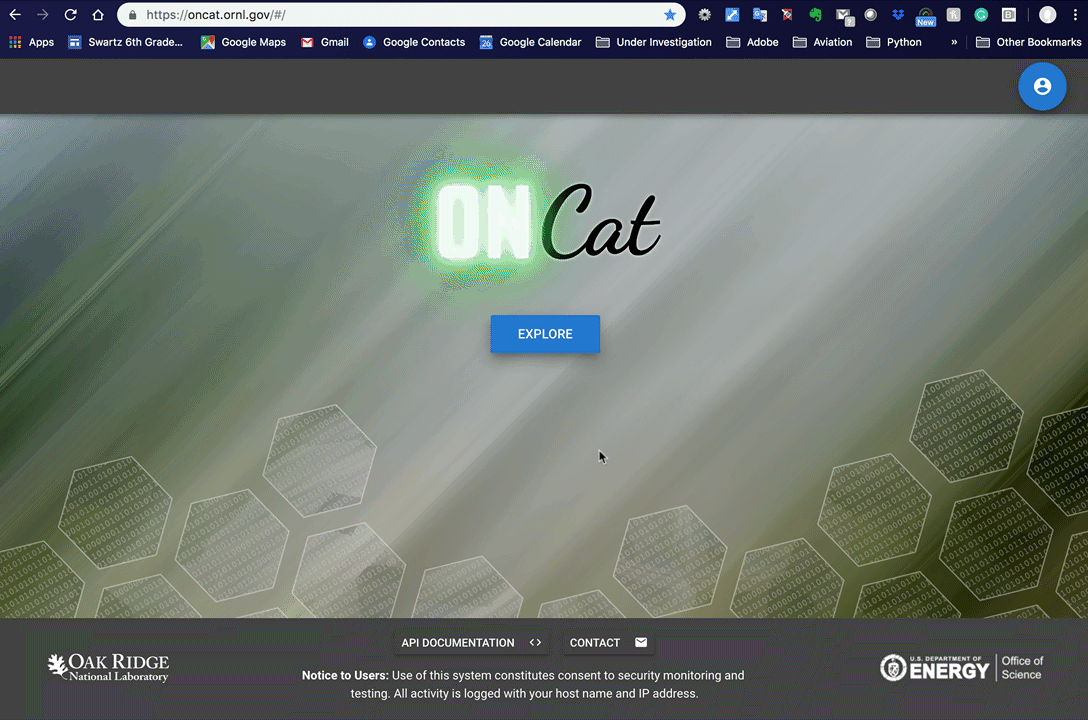 https://oncat.ornl.gov/#/
New
Apps Swartz 6th Grade... Google Maps Gmail Google Contacts 26 Google Calendar Under Investigation Adobe Aviation Python » Other Bookmarks
ONCat
EXPLORE
API DOCUMENTATION <> CONTACT
OAK RIDGE
National Laboratory
Notice to Users: Use of this system constitutes consent to security monitoring and
testing. All activity is logged with your host name and IP address.
U.S. DEPARTMENT OF
ENERGY
Office of
Science